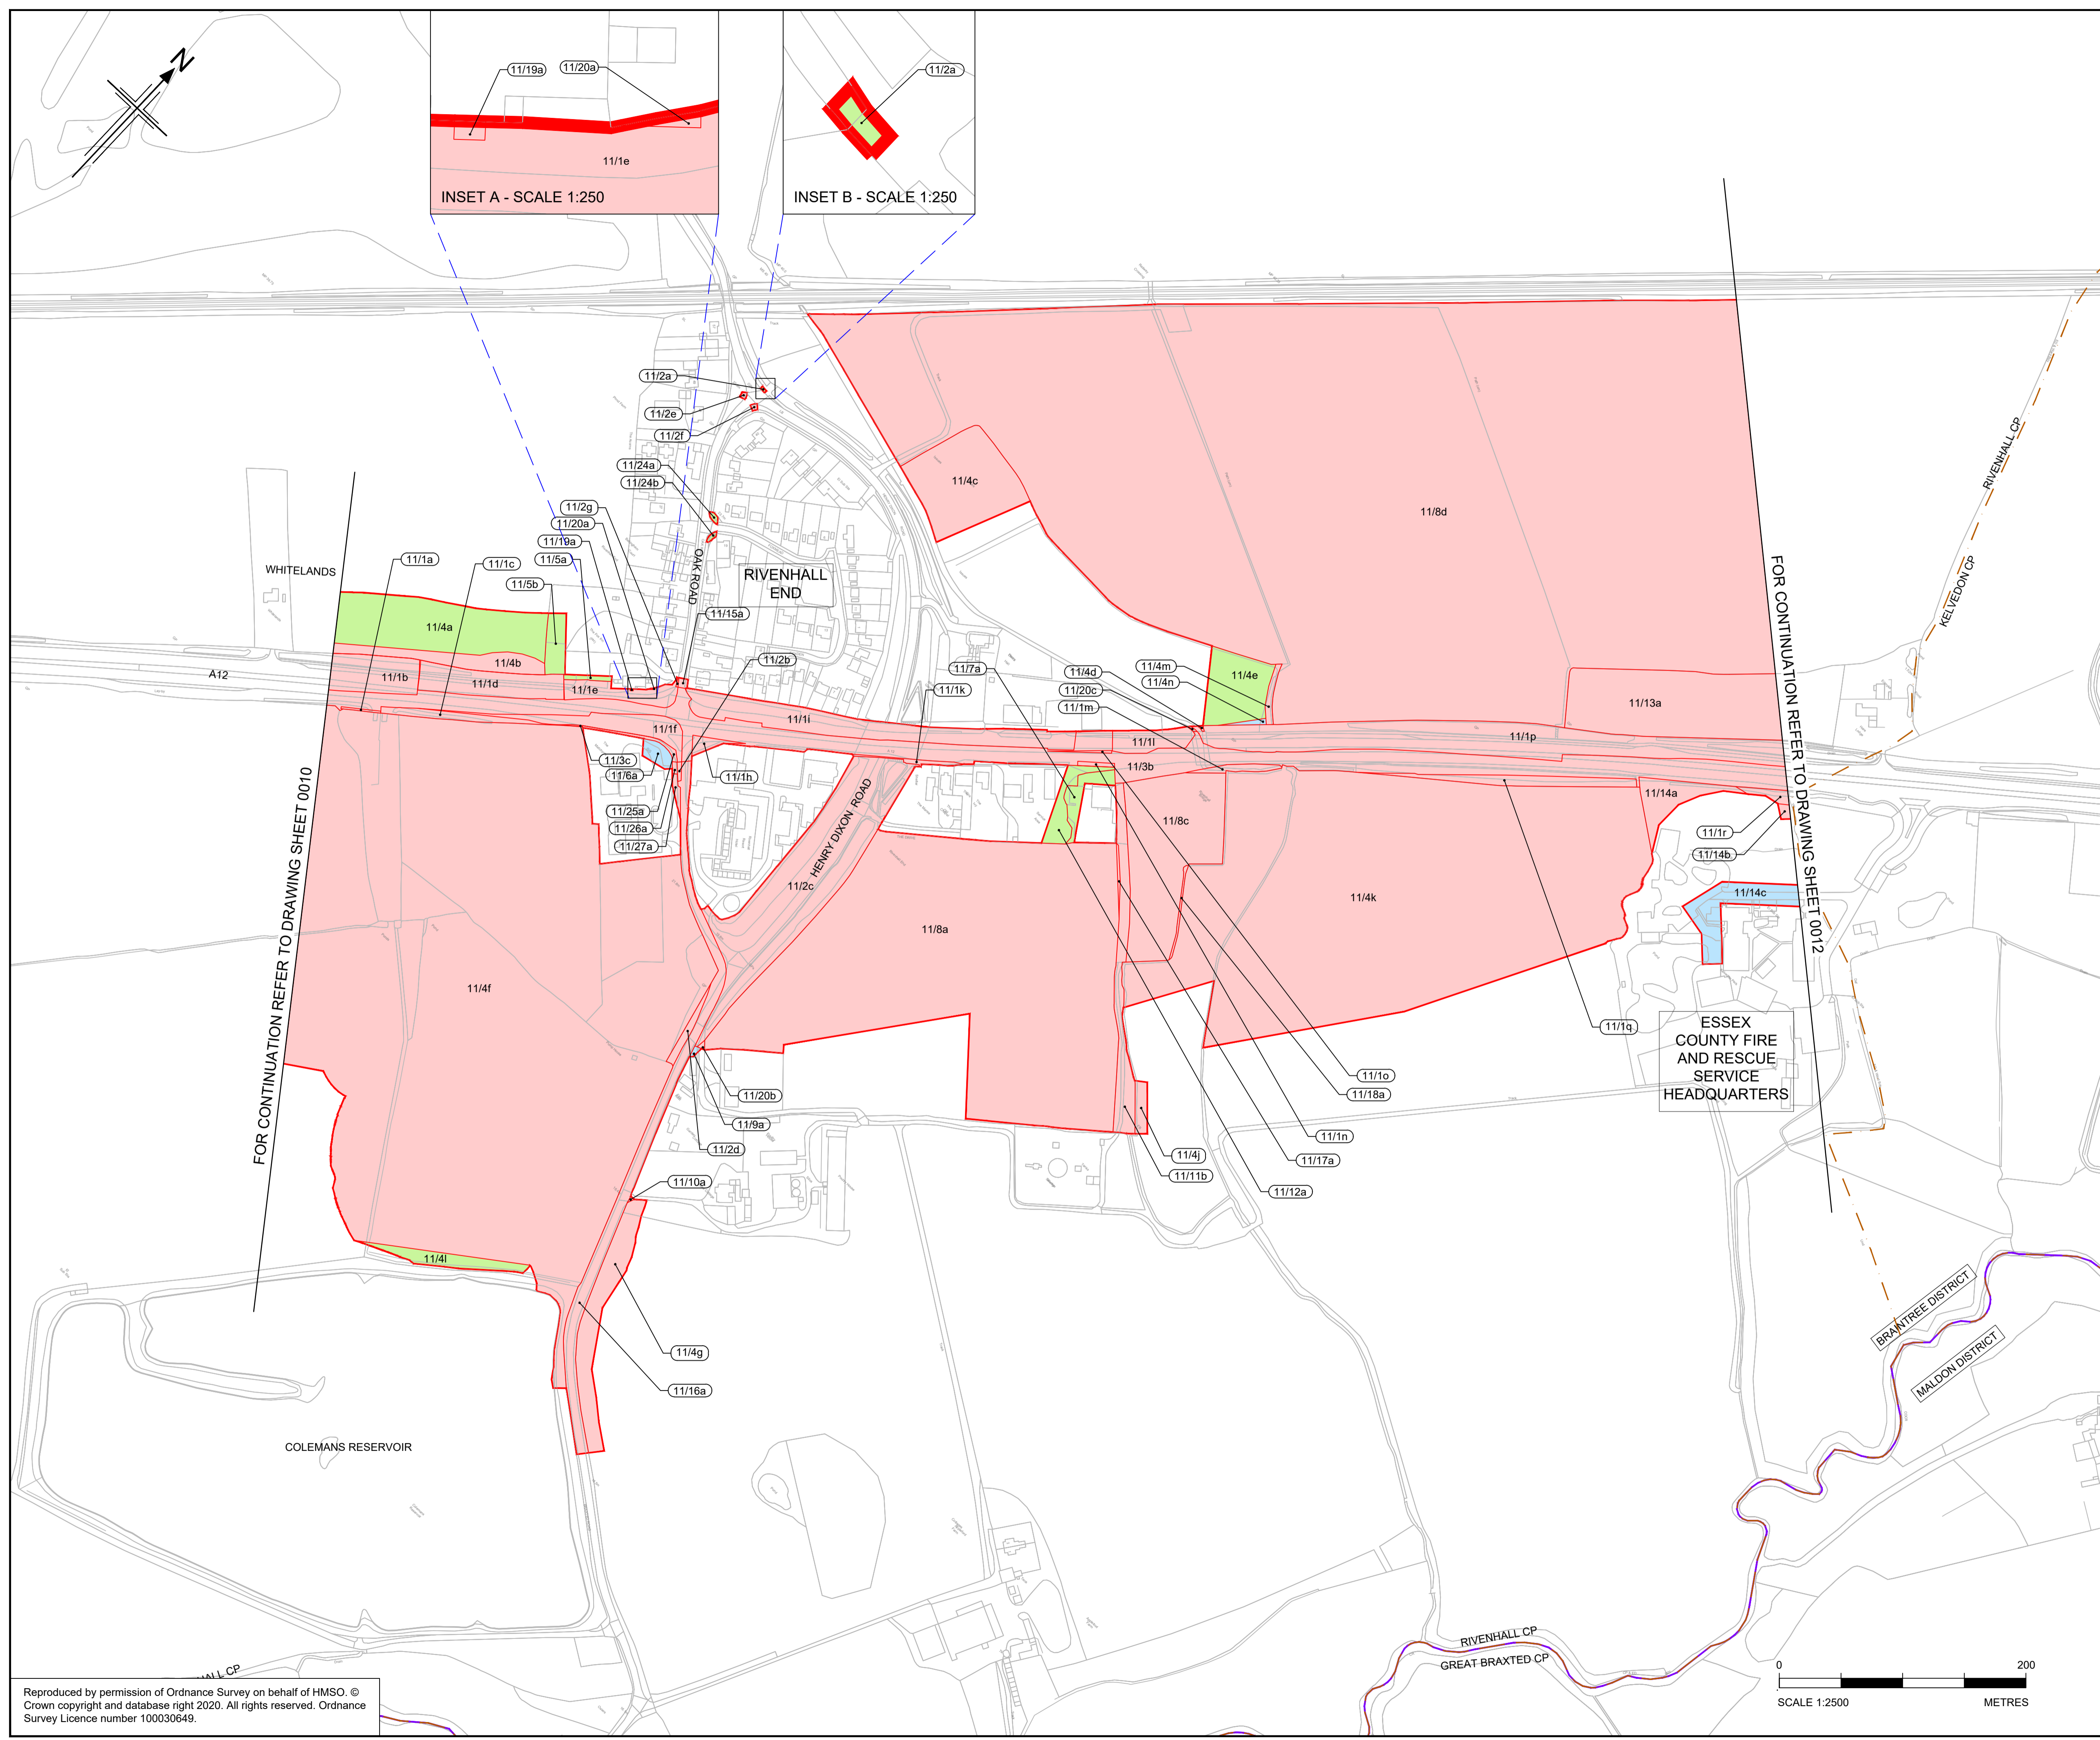 N
11/19a
11/20a
11/1e
INSET A - SCALE 1:250
11/2a
INSET B - SCALE 1:250
11/2a
11/2e
11/2f
11/24a
11/24b
11/2g
11/20a
11/19a
11/5a
11/5b
11/1a
11/1c
WHITELANDS
OAK ROAD
RIVENHALL
END
11/15a
11/2b
11/4c
11/8d
RIVENHALL CP
KELVEDON CP
11/4a
11/4b
A12
11/1b
11/1d
11/1e
11/1f
11/1i
11/1k
11/7a
11/4d
11/20c
11/1m
11/4m
11/4n
11/4e
11/13a
11/1l
11/1p
11/3b
11/3c
11/6a
11/1h
11/25a
11/26a
11/27a
HENRY DIXON ROAD
11/2c
11/8c
11/14a
11/1r
11/14b
11/14c
11/4k
11/8a
11/4f
FOR CONTINUATION REFER TO DRAWING SHEET 0010
FOR CONTINUATION REFER TO DRAWING SHEET 0012
11/1q
ESSEX
COUNTY FIRE
AND RESCUE
SERVICE
HEADQUARTERS
11/1o
11/18a
11/20b
11/9a
11/2d
11/1n
11/17a
11/4j
11/11b
11/12a
11/10a
11/4l
11/4g
11/16a
COLEMANS RESERVOIR
BRAINTREE DISTRICT
MALDON DISTRICT
RIVENHALL CP
GREAT BRAXTED CP
0 200
SCALE 1:2500 METRES
CP
Reproduced by permission of Ordnance Survey on behalf of HMSO. ©
Crown copyright and database right 2020. All rights reserved. Ordnance
Survey Licence number 100030649.